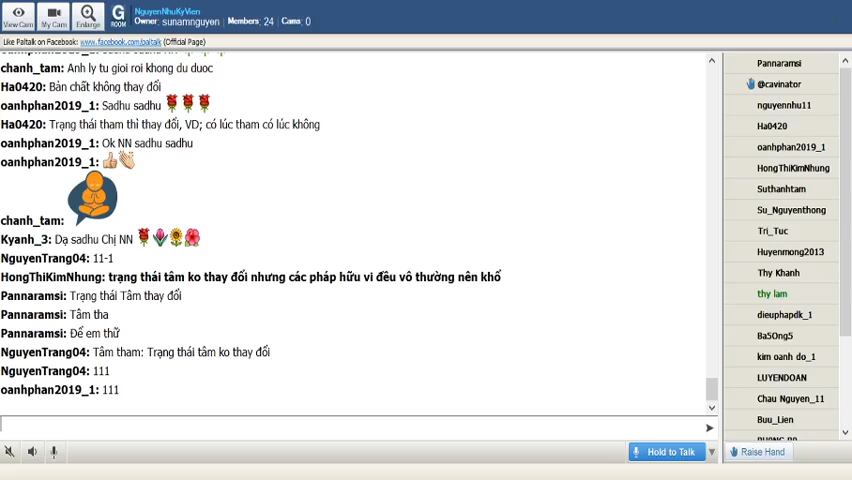 NguyenNhuKyVien
Owner: sunamnguyen | Members: 24 | Cams: 0
View Cam
My Cam
Enlarge
G
ROOM
Like Paltalk on Facebook: www.facebook.com/paltalk (Official Page)
chanh_tam: Anh ly tu gioi roi khong du duoc
Ha0420: Bản chất không thay đổi
oanhphan2019_1: Sadhu sadhu
Ha0420: Trạng thái tham thì thay đổi, VD; có lúc tham có lúc không
oanhphan2019_1: Ok NN sadhu sadhu
oanhphan2019_1:
chanh_tam:
Kyanh_3: Dạ sadhu Chị NN
NguyenTrang04: 11-1
HongThiKimNhung: trạng thái tâm ko thay đổi nhưng các pháp hữu vi đều vô thường nên khổ
Pannaramsi: Trạng thái Tâm thay đổi
Pannaramsi: Tâm tha
Pannaramsi: Để em thữ
NguyenTrang04: Tâm tham: Trạng thái tâm ko thay đổi
NguyenTrang04: 111
oanhphan2019_1: 111
Hold to Talk
Pannaramsi
@cavinator
nguyennhu11
Ha0420
oanhphan2019_1
HongThiKimNhung
Suthanhtam
Su_Nguyenthong
Tri_Tuc
Huyenmong2013
Thy Khanh
thy lam
dieuphapdk_1
Ba5Ong5
kim oanh do_1
LUYENDOAN
Chau Nguyen_11
Buu_Lien
Raise Hand